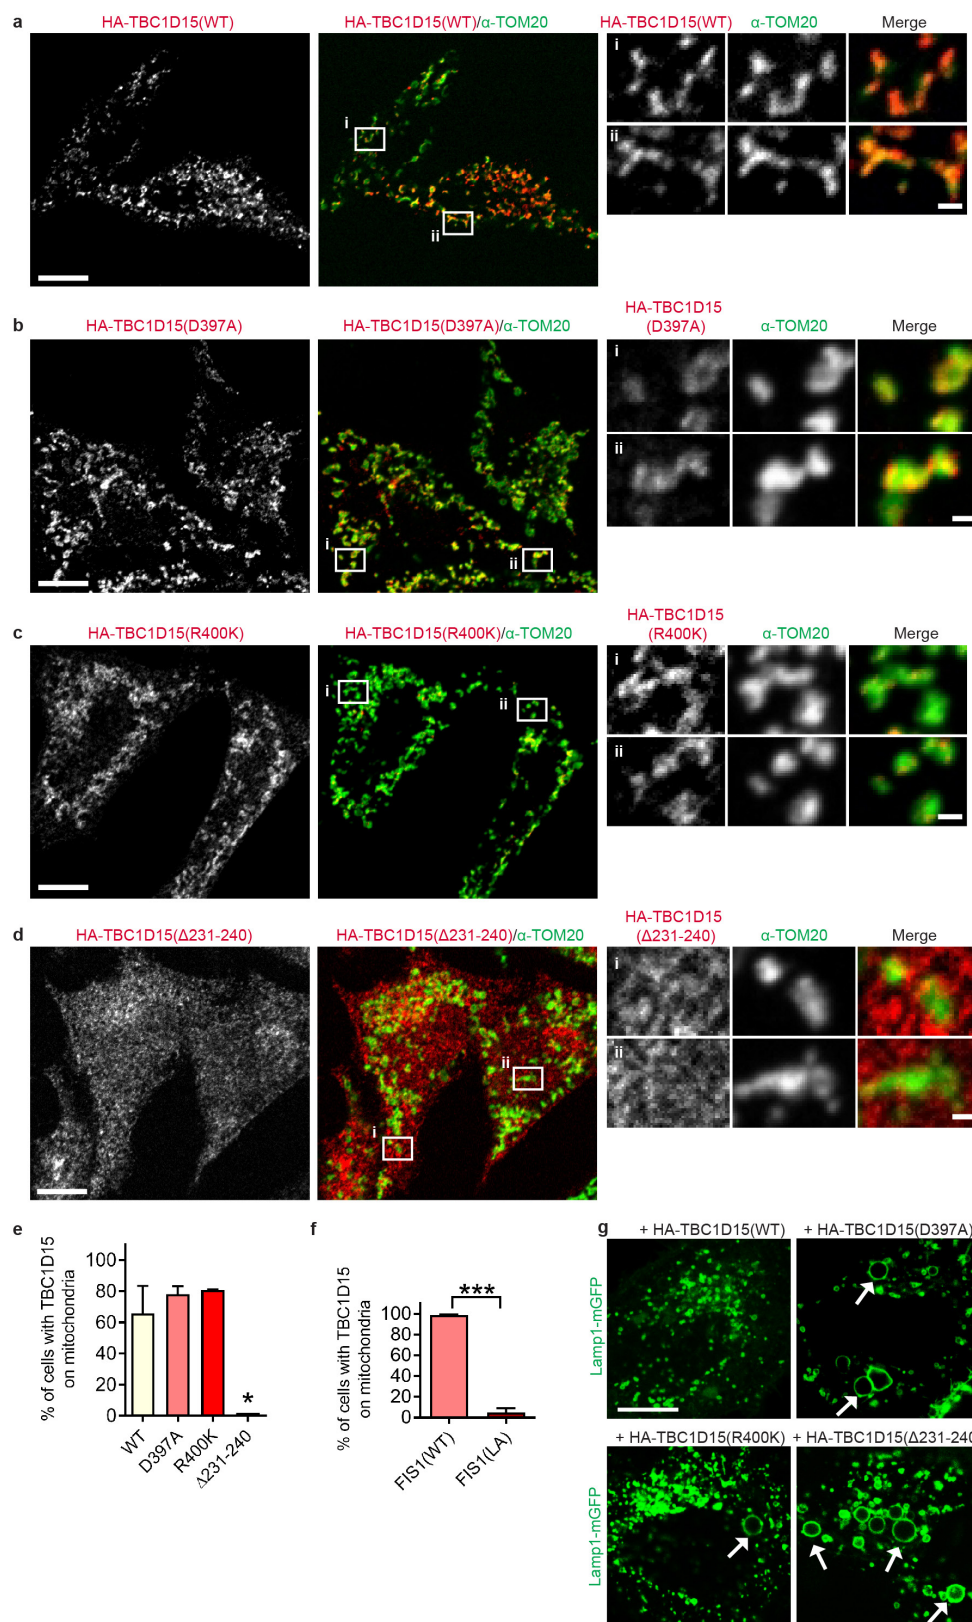 a
HA-TBC1D15(WT)
HA-TBC1D15(WT)/α-TOM20
HA-TBC1D15(WT)
α-TOM20
Merge
i
ii
i
ii
b
HA-TBC1D15(D397A)
HA-TBC1D15(D397A)/α-TOM20
HA-TBC1D15
(D397A)
α-TOM20
Merge
i
ii
i
ii
c
HA-TBC1D15(R400K)
HA-TBC1D15(R400K)/α-TOM20
HA-TBC1D15
(R400K)
α-TOM20
Merge
i
ii
i
ii
d
HA-TBC1D15(Δ231-240)
HA-TBC1D15(Δ231-240)/α-TOM20
HA-TBC1D15
(Δ231-240)
α-TOM20
Merge
i
ii
i
ii
e
% of cells with TBC1D15
on mitochondria
100
80
60
40
20
0
*
WT
D397A
R400K
Δ231-240
f
% of cells with TBC1D15
on mitochondria
100
80
60
40
20
0
***
FIS1(WT)
FIS1(LA)
g
+ HA-TBC1D15(WT)
+ HA-TBC1D15(D397A)
Lamp1-mGFP
+ HA-TBC1D15(R400K)
+ HA-TBC1D15(Δ231-240
Lamp1-mGFP